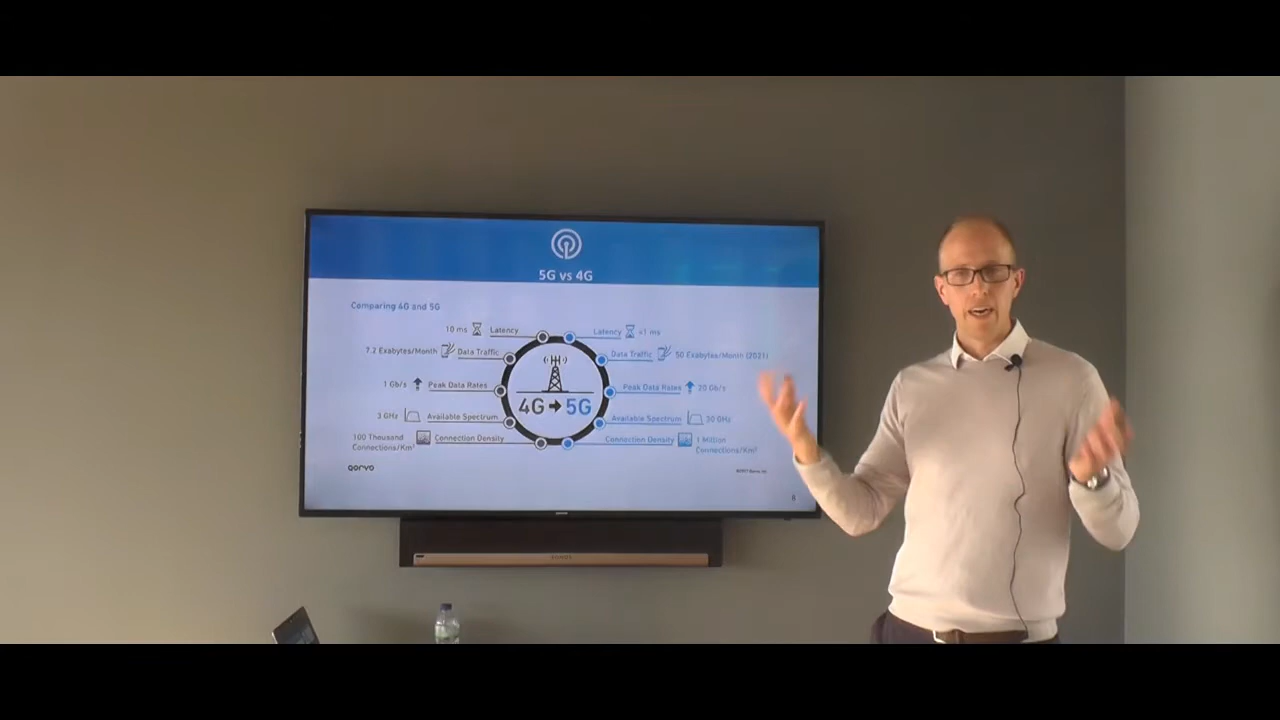 5G vs 4G
Comparing 4G and 5G
10 ms Latency
7.2 Exabytes/Month Data Traffic
1 Gb/s Peak Data Rates
3 GHz Available Spectrum
100 Thousand
Connections/Km² Connection Density
4G 5G
Latency <1 ms
Data Traffic 50 Exabytes/Month (2021)
Peak Data Rates 20 Gb/s
Available Spectrum 30 GHz
Connection Density 1 Million
Connections/Km²
QORVO
8
SONOS